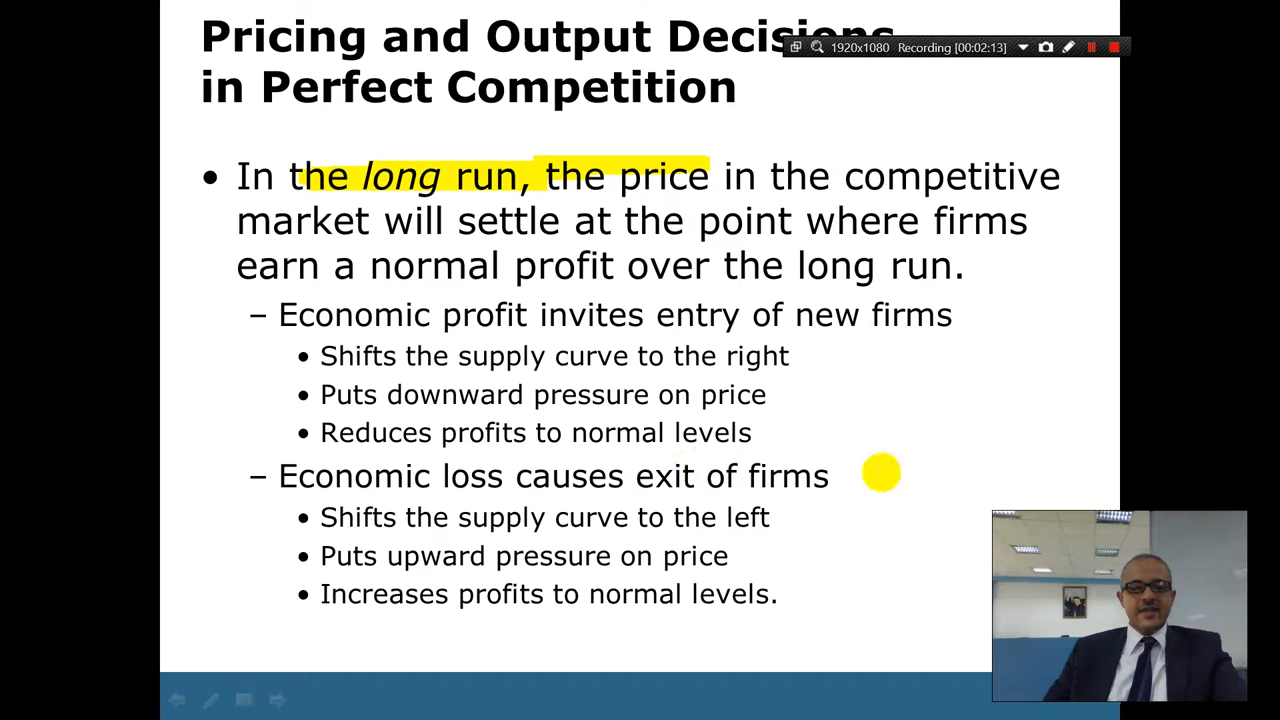 Pricing and Output Decisions
1920x1080 Recording [00:02:13]
in Perfect Competition
• In the long run, the price in the competitive
market will settle at the point where firms
earn a normal profit over the long run.
– Economic profit invites entry of new firms
• Shifts the supply curve to the right
• Puts downward pressure on price
• Reduces profits to normal levels
– Economic loss causes exit of firms
• Shifts the supply curve to the left
• Puts upward pressure on price
• Increases profits to normal levels.